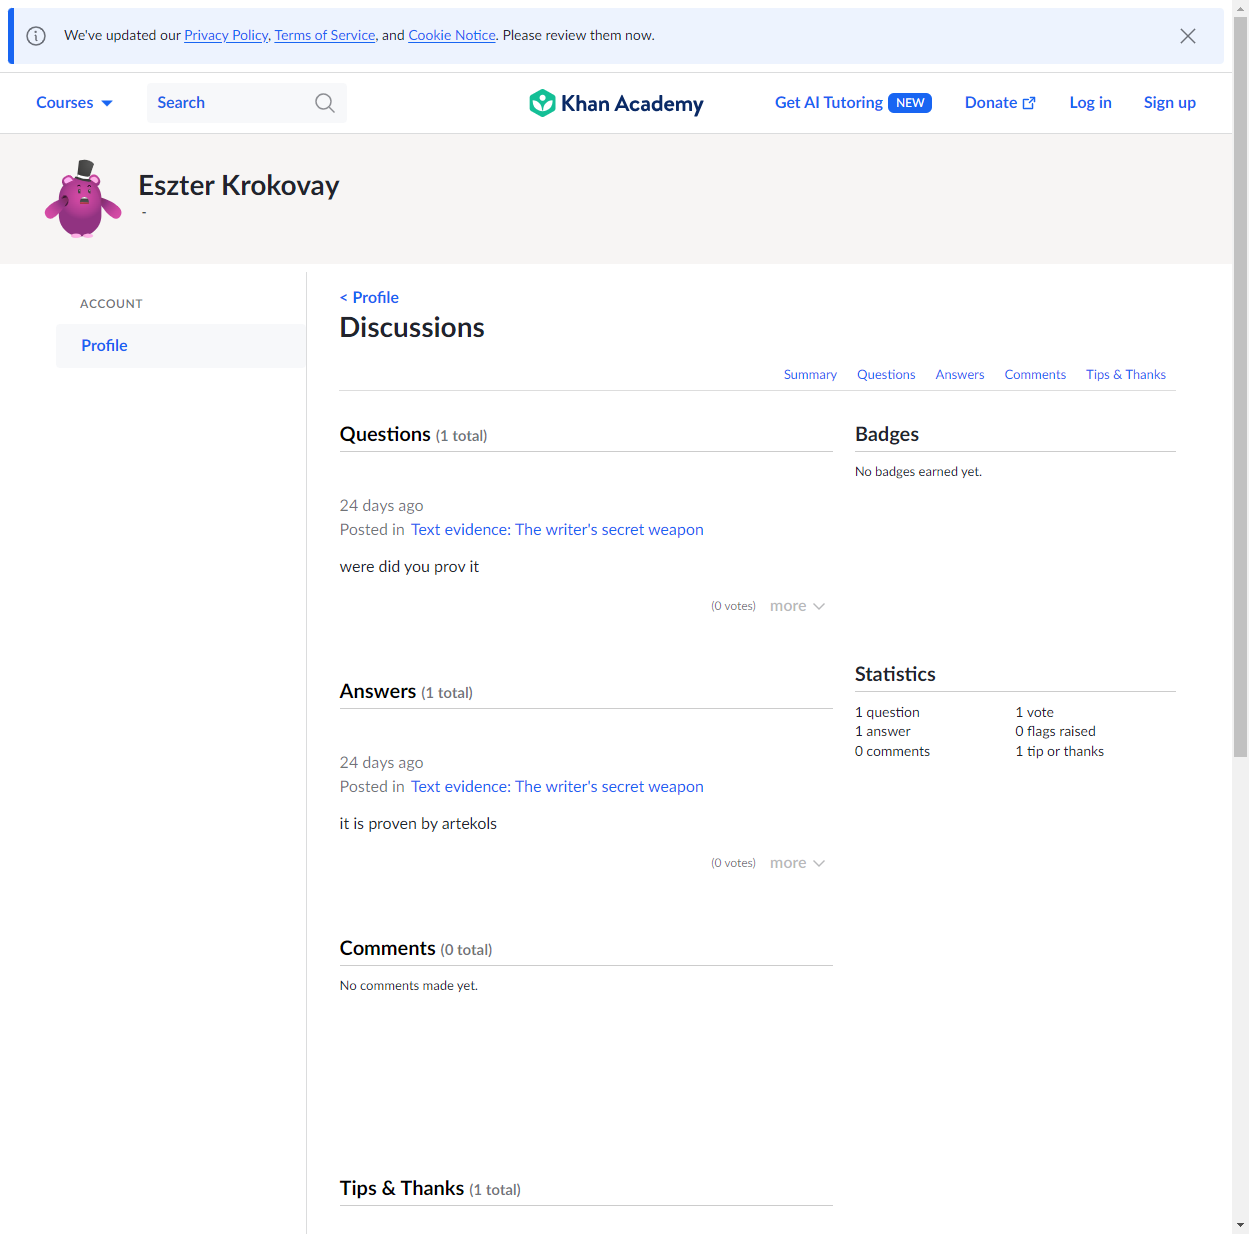 We've updated our Privacy Policy, Terms of Service, and Cookie Notice. Please review them now.
Courses
Search
Khan Academy
Get AI Tutoring NEW
Donate
Log in
Sign up
Eszter Krokovay
-
ACCOUNT
Profile
< Profile
Discussions
Summary Questions Answers Comments Tips & Thanks
Questions (1 total)
24 days ago
Posted in Text evidence: The writer's secret weapon
were did you prov it
(0 votes) more
Answers (1 total)
24 days ago
Posted in Text evidence: The writer's secret weapon
it is proven by artekols
(0 votes) more
Comments (0 total)
No comments made yet.
Tips & Thanks (1 total)
Badges
No badges earned yet.
Statistics
1 question 1 vote
1 answer 0 flags raised
0 comments 1 tip or thanks